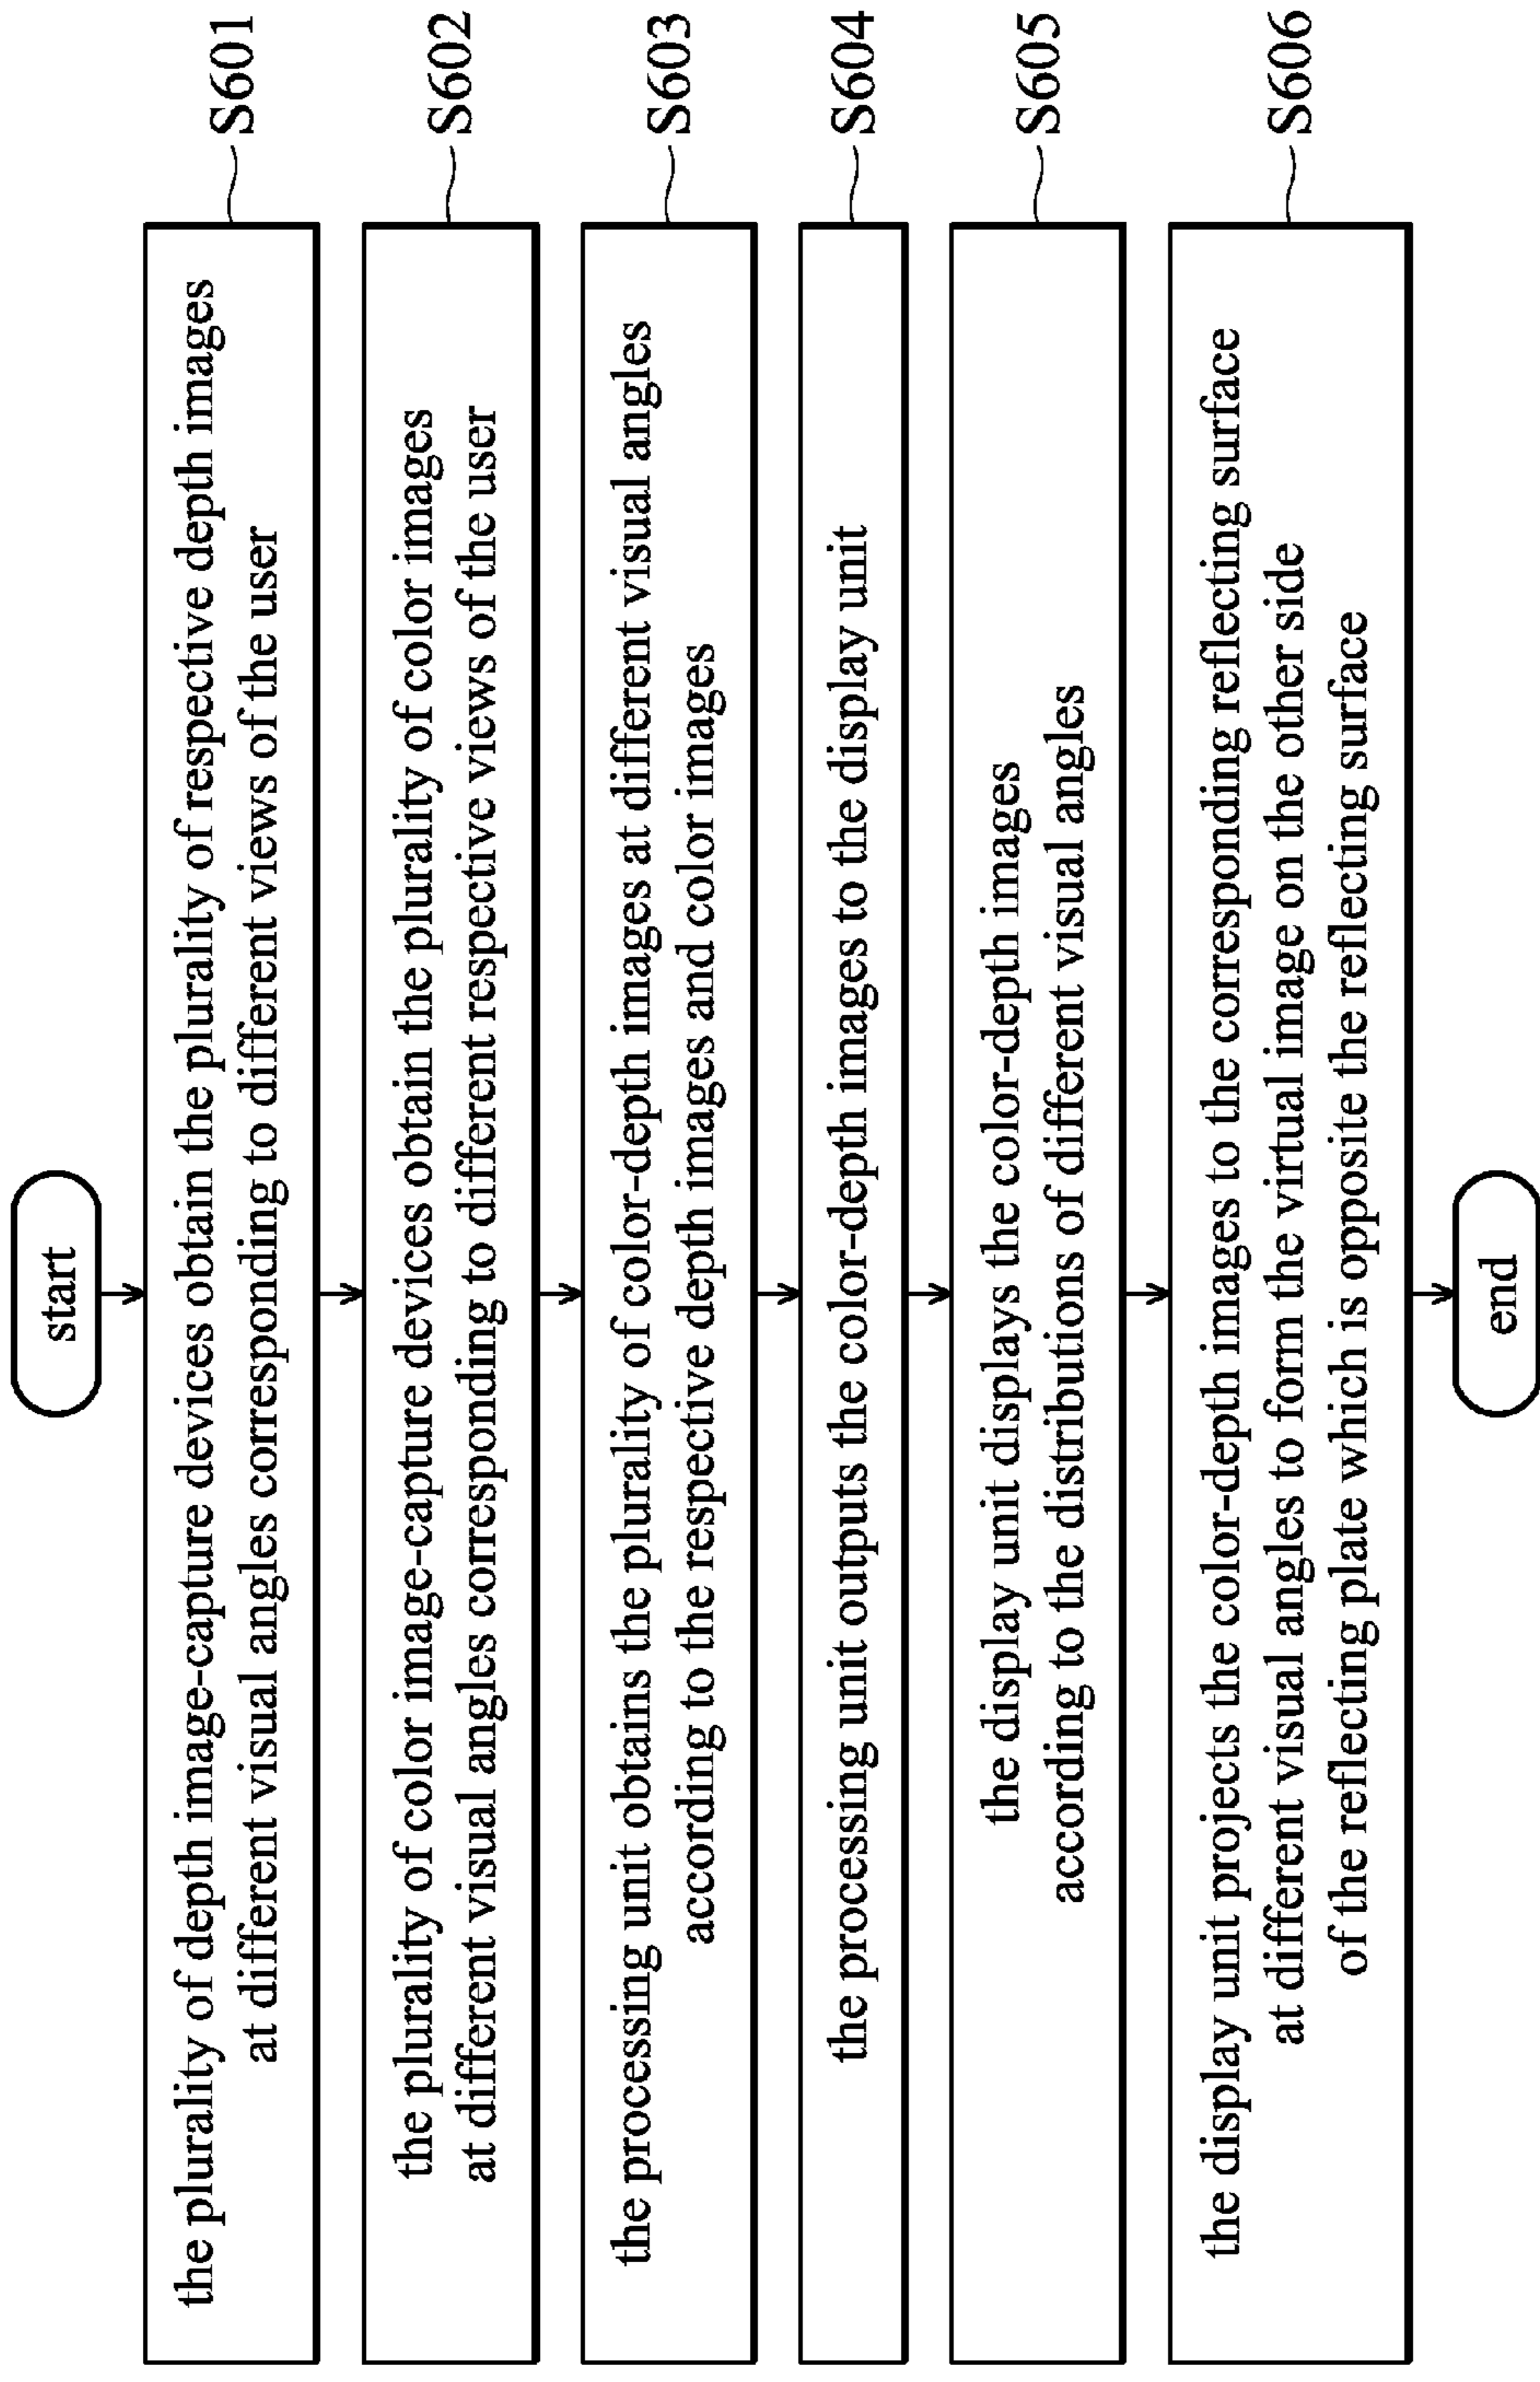 start
the plurality of depth image-capture devices obtain the plurality of respective depth images
at different visual angles corresponding to different views of the user
S601
the plurality of color image-capture devices obtain the plurality of color images
at different visual angles corresponding to different respective views of the user
S602
the processing unit obtains the plurality of color-depth images at different visual angles
according to the respective depth images and color images
S603
the processing unit outputs the color-depth images to the display unit
S604
the display unit displays the color-depth images
according to the distributions of different visual angles
S605
the display unit projects the color-depth images to the corresponding reflecting surface
at different visual angles to form the virtual image on the other side
of the reflecting plate which is opposite the reflecting surface
S606
end